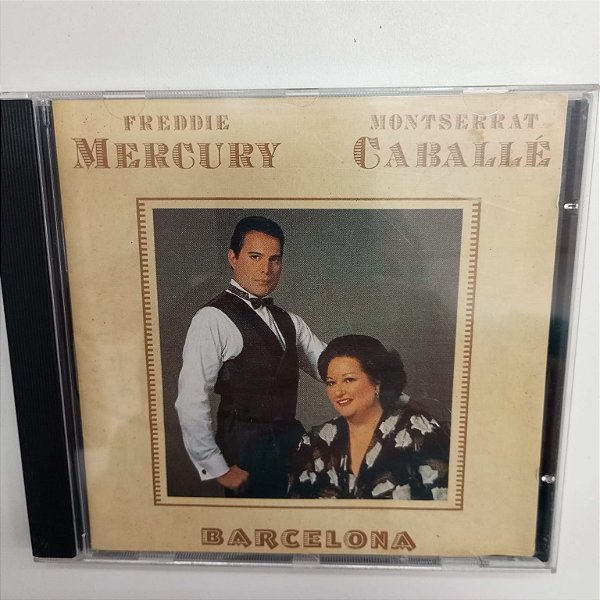 FREDDIE MONTSERRAT
MERCURY CABALLÉ
BARCELONA